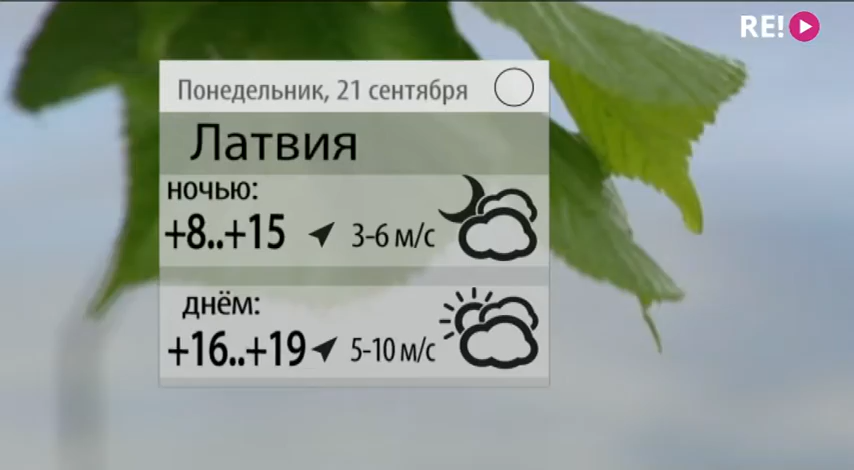 RE!
Понедельник, 21 сентября
Латвия
ночью:
+8..+15 3-6 м/с
днём:
+16..+19 5-10 м/с